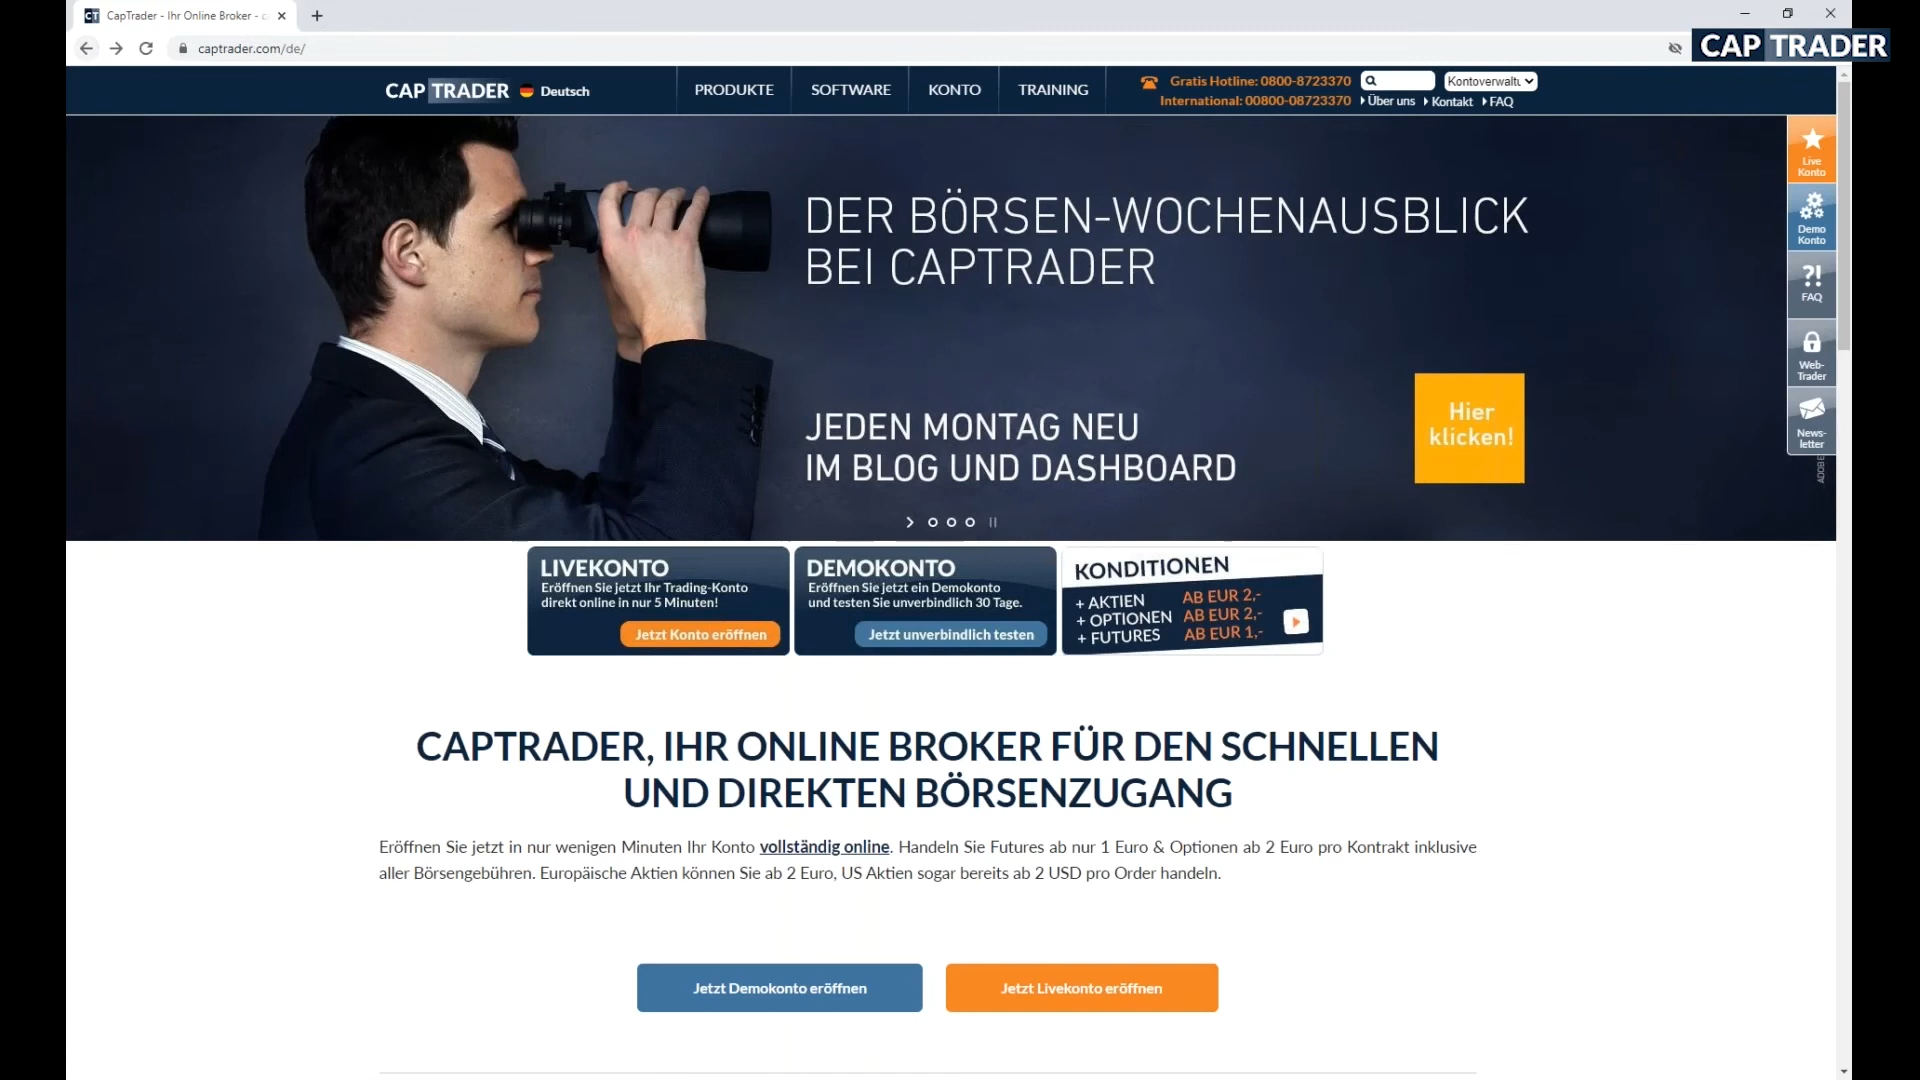 CT CapTrader - Ihr Online Broker -
captrader.com/de/
CAP TRADER
CAP TRADER
Deutsch
PRODUKTE
SOFTWARE
KONTO
TRAINING
Gratis Hotline: 0800-8723370
International: 00800-08723370
Kontoverwaltu
Über uns
Kontakt
FAQ
DER BÖRSEN-WOCHENAUSBLICK
BEI CAPTRADER
JEDEN MONTAG NEU
IM BLOG UND DASHBOARD
Hier
klicken!
Live
Konto
Demo
Konto
?!
FAQ
Web-
Trader
News-
letter
ADOBE
LIVEKONTO
Eröffnen Sie jetzt Ihr Trading-Konto
direkt online in nur 5 Minuten!
Jetzt Konto eröffnen
DEMOKONTO
Eröffnen Sie jetzt ein Demokonto
und testen Sie unverbindlich 30 Tage.
Jetzt unverbindlich testen
KONDITIONEN
+ AKTIEN AB EUR 2,-
+ OPTIONEN AB EUR 2,-
+ FUTURES AB EUR 1,-
CAPTRADER, IHR ONLINE BROKER FÜR DEN SCHNELLEN
UND DIREKTEN BÖRSENZUGANG
Eröffnen Sie jetzt in nur wenigen Minuten Ihr Konto vollständig online. Handeln Sie Futures ab nur 1 Euro & Optionen ab 2 Euro pro Kontrakt inklusive
aller Börsengebühren. Europäische Aktien können Sie ab 2 Euro, US Aktien sogar bereits ab 2 USD pro Order handeln.
Jetzt Demokonto eröffnen
Jetzt Livekonto eröffnen